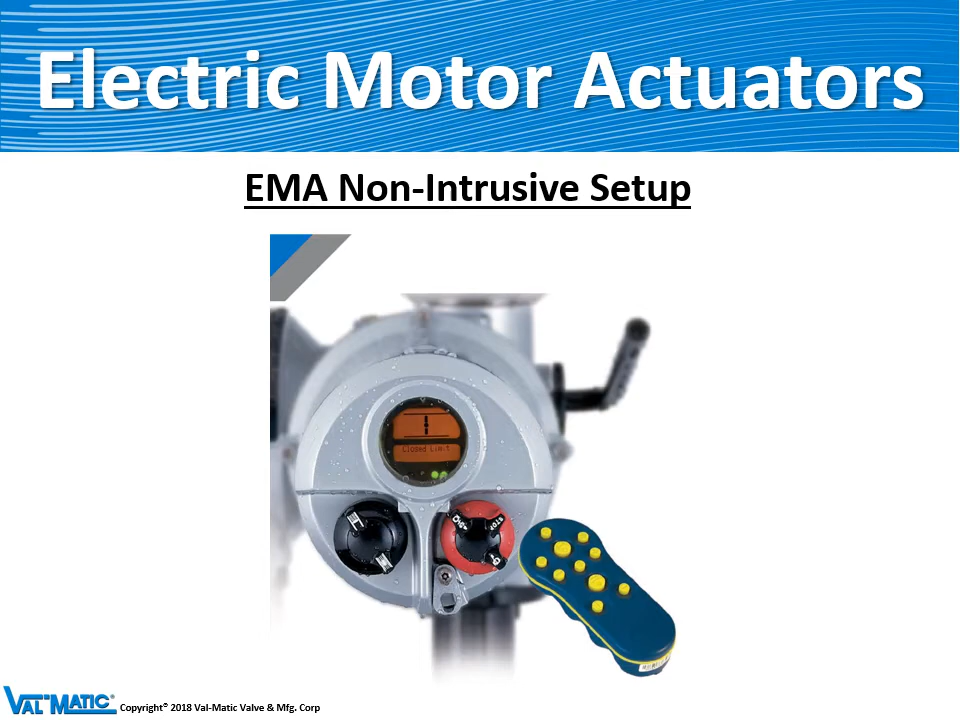 Electric Motor Actuators
EMA Non-Intrusive Setup
Closed Limit
STOP
VAL-MATIC®
Copyright© 2018 Val-Matic Valve & Mfg. Corp